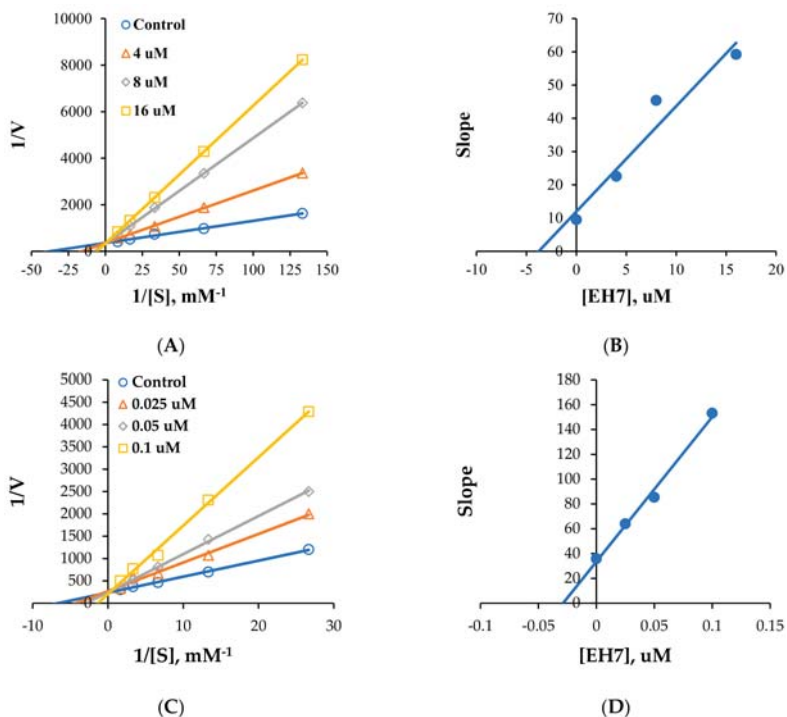 10000
8000
6000
4000
2000
0
1/V
Control
4 uM
8 uM
16 uM
-50 -25 0 25 50 75 100 125 150
1/[S], mM-1
(A)
70
60
50
40
30
20
10
0
Slope
-10 -5 0 5 10 15 20
[EH7], uM
(B)
5000
4500
4000
3500
3000
2500
2000
1500
1000
500
0
1/V
Control
0.025 uM
0.05 uM
0.1 uM
-10 0 10 20 30
1/[S], mM-1
(C)
180
160
140
120
100
80
60
40
20
0
Slope
-0.1 -0.05 0 0.05 0.1 0.15
[EH7], uM
(D)